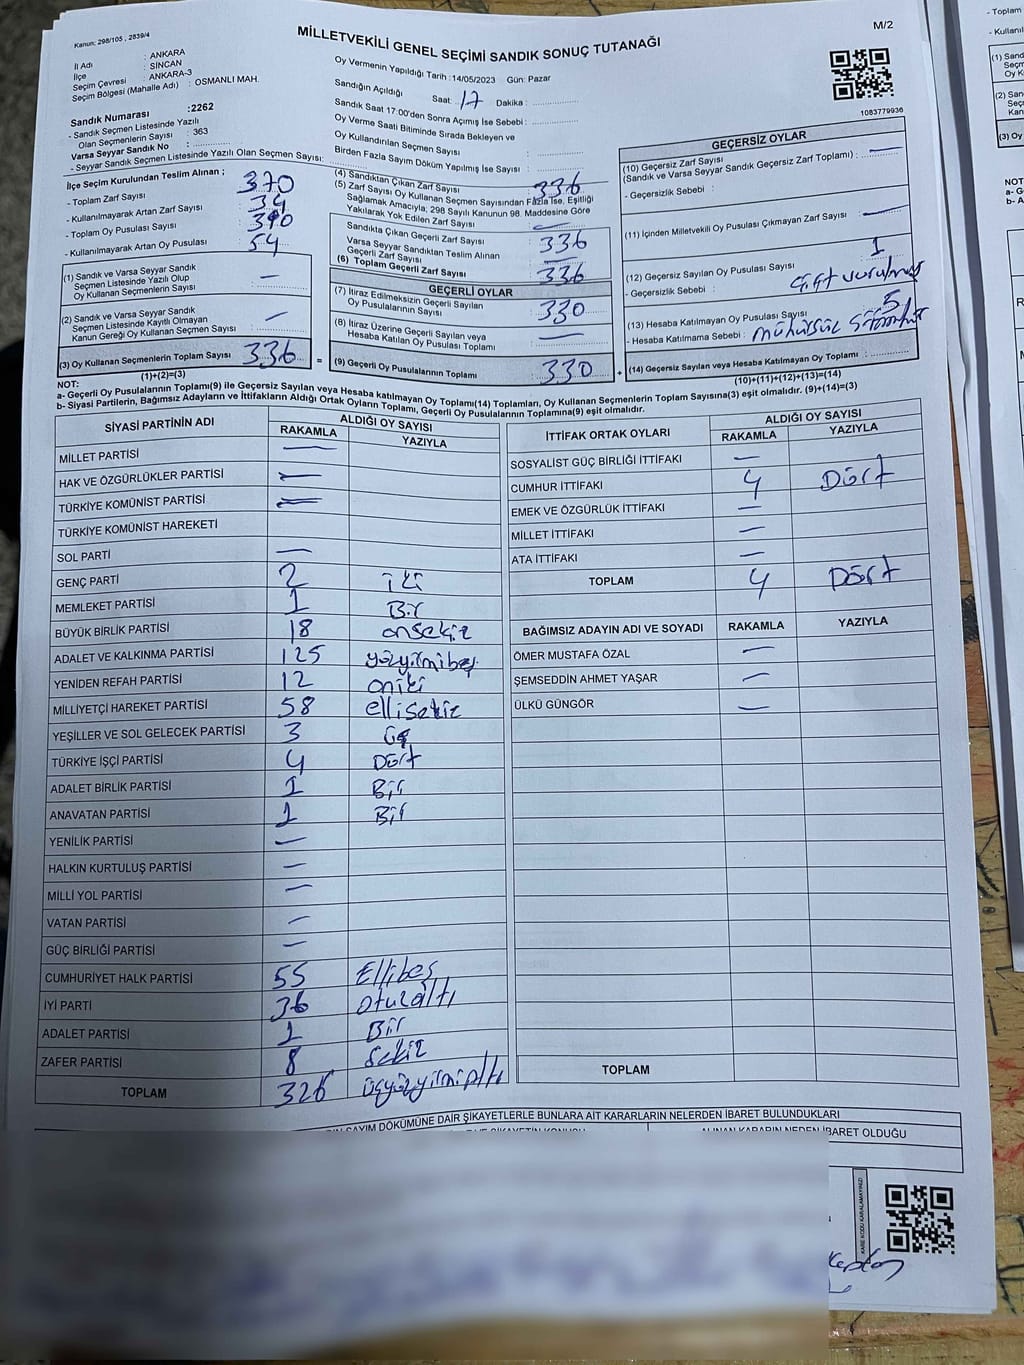 Kanun: 298/105 , 2839/4
M/2
MİLLETVEKİLİ GENEL SEÇİMİ SANDIK SONUÇ TUTANAĞI
İl Adı : ANKARA
İlçe : SİNCAN
Seçim Çevresi : ANKARA-3
Seçim Bölgesi (Mahalle Adı) : OSMANLI MAH.
Sandık Numarası :2262
- Sandık Seçmen Listesinde Yazılı
Olan Seçmenlerin Sayısı : 363
Varsa Seyyar Sandık No :
- Seyyar Sandık Seçmen Listesinde Yazılı Olan Seçmen Sayısı:
Oy Vermenin Yapıldığı Tarih :14/05/2023 Gün: Pazar
Sandığın Açıldığı Saat : 17 Dakika :
Sandık Saat 17:00'den Sonra Açılmış İse Sebebi :
Oy Verme Saati Bitiminde Sırada Bekleyen ve
Oy Kullandırılan Seçmen Sayısı :
Birden Fazla Sayım Döküm Yapılmış İse Sayısı :
1083779936
İlçe Seçim Kurulundan Teslim Alınan ;
- Toplam Zarf Sayısı : 370
- Kullanılmayarak Artan Zarf Sayısı : 34
- Toplam Oy Pusulası Sayısı : 390
- Kullanılmayarak Artan Oy Pusulası : 54
(1) Sandık ve Varsa Seyyar Sandık
Seçmen Listesinde Yazılı Olup
Oy Kullanan Seçmenlerin Sayısı : —
(2) Sandık ve Varsa Seyyar Sandık
Seçmen Listesinde Kayıtlı Olmayan
Kanun Gereği Oy Kullanan Seçmen Sayısı : —
(3) Oy Kullanan Seçmenlerin Toplam Sayısı : 336
(1)+(2)=(3)
(4) Sandıktan Çıkan Zarf Sayısı : 336
(5) Zarf Sayısı Oy Kullanan Seçmen Sayısından Fazla İse, Eşitliği
Sağlamak Amacıyla; 298 Sayılı Kanunun 98. Maddesine Göre
Yakılarak Yok Edilen Zarf Sayısı : —
Sandıkta Çıkan Geçerli Zarf Sayısı : 336
Varsa Seyyar Sandıktan Teslim Alınan
Geçerli Zarf Sayısı : —
(6) Toplam Geçerli Zarf Sayısı : 336
GEÇERLİ OYLAR
(7) İtiraz Edilmeksizin Geçerli Sayılan
Oy Pusulalarının Sayısı : 330
(8) İtiraz Üzerine Geçerli Sayılan veya
Hesaba Katılan Oy Pusulası Toplamı : —
= (9) Geçerli Oy Pusulalarının Toplamı : 330
GEÇERSİZ OYLAR
(10) Geçersiz Zarf Sayısı
(Sandık ve Varsa Seyyar Sandık Geçersiz Zarf Toplamı) : —
- Geçersizlik Sebebi :
(11) İçinden Milletvekili Oy Pusulası Çıkmayan Zarf Sayısı : —
(12) Geçersiz Sayılan Oy Pusulası Sayısı : 1
- Geçersizlik Sebebi : Çift vurulmuş
(13) Hesaba Katılmayan Oy Pusulası Sayısı : 5
- Hesaba Katılmama Sebebi : mühürsüz
+ (14) Geçersiz Sayılan veya Hesaba Katılmayan Oy Toplamı :
(10)+(11)+(12)+(13)=(14)
NOT:
a- Geçerli Oy Pusulalarının Toplamı(9) ile Geçersiz Sayılan veya Hesaba katılmayan Oy Toplamı(14) Toplamları, Oy Kullanan Seçmenlerin Toplam Sayısına(3) eşit olmalıdır. (9)+(14)=(3)
b- Siyasi Partilerin, Bağımsız Adayların ve İttifakların Aldığı Ortak Oyların Toplamı, Geçerli Oy Pusulalarının Toplamına(9) eşit olmalıdır.
SİYASİ PARTİNİN ADI ALDIĞI OY SAYISI
RAKAMLA YAZIYLA
MİLLET PARTİSİ —
HAK VE ÖZGÜRLÜKLER PARTİSİ —
TÜRKİYE KOMÜNİST PARTİSİ —
TÜRKİYE KOMÜNİST HAREKETİ
SOL PARTİ —
GENÇ PARTİ 2 iki
MEMLEKET PARTİSİ 1 Bir
BÜYÜK BİRLİK PARTİSİ 18 onsekiz
ADALET VE KALKINMA PARTİSİ 125 yüzyirmibeş
YENİDEN REFAH PARTİSİ 12 oniki
MİLLİYETÇİ HAREKET PARTİSİ 58 ellisekiz
YEŞİLLER VE SOL GELECEK PARTİSİ 3 üç
TÜRKİYE İŞÇİ PARTİSİ 4 Dört
ADALET BİRLİK PARTİSİ 1 Bir
ANAVATAN PARTİSİ 1 Bir
YENİLİK PARTİSİ —
HALKIN KURTULUŞ PARTİSİ —
MİLLİ YOL PARTİSİ —
VATAN PARTİSİ —
GÜÇ BİRLİĞİ PARTİSİ —
CUMHURİYET HALK PARTİSİ 55 Ellibeş
İYİ PARTİ 36 otuzaltı
ADALET PARTİSİ 1 Bir
ZAFER PARTİSİ 8 Sekiz
TOPLAM 326 üçyüzyirmialtı
İTTİFAK ORTAK OYLARI ALDIĞI OY SAYISI
RAKAMLA YAZIYLA
SOSYALİST GÜÇ BİRLİĞİ İTTİFAKI —
CUMHUR İTTİFAKI 4 Dört
EMEK VE ÖZGÜRLÜK İTTİFAKI —
MİLLET İTTİFAKI —
ATA İTTİFAKI —
TOPLAM 4 Dört
BAĞIMSIZ ADAYIN ADI VE SOYADI RAKAMLA YAZIYLA
ÖMER MUSTAFA ÖZAL —
ŞEMSEDDİN AHMET YAŞAR —
ÜLKÜ GÜNGÖR —
TOPLAM
SAYIM DÖKÜMÜNE DAİR ŞİKAYETLERLE BUNLARA AİT KARARLARIN NELERDEN İBARET BULUNDUKLARI
ALINAN KARARIN NEDEN İBARET OLDUĞU
KARE KODU KARALAMAYINIZ!
- Toplam
- Kullanıl
(1) Sand
Seçm
Oy K
(2) San
Seç
Kan
(3) Oy
NOT
a- G
b- A